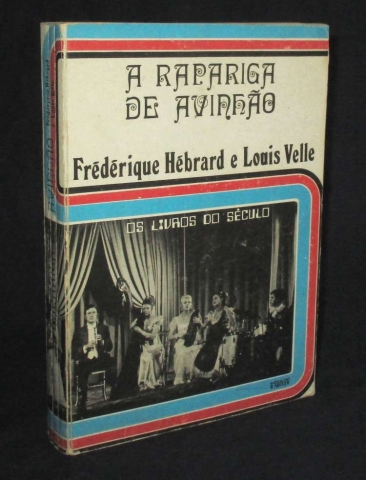 A RAPARIGA
DE AVINHÃO
Frédérique Hébrard e Louis Velle
OS LIVROS DO SÉCULO